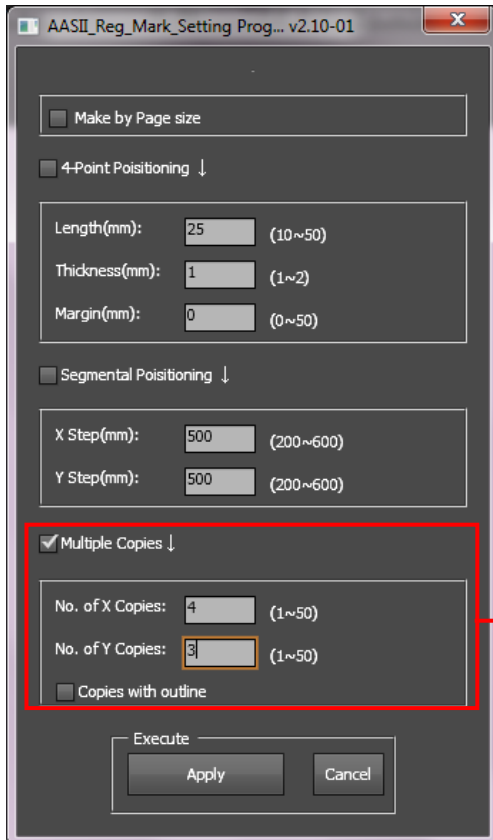 AASII_Reg_Mark_Setting Prog... v2.10-01
Make by Page size
4-Point Poisitioning ↓
Length(mm): 25 (10~50)
Thickness(mm): 1 (1~2)
Margin(mm): 0 (0~50)
Segmental Poisitioning ↓
X Step(mm): 500 (200~600)
Y Step(mm): 500 (200~600)
Multiple Copies ↓
No. of X Copies: 4 (1~50)
No. of Y Copies: 3 (1~50)
Copies with outline
Execute
Apply Cancel